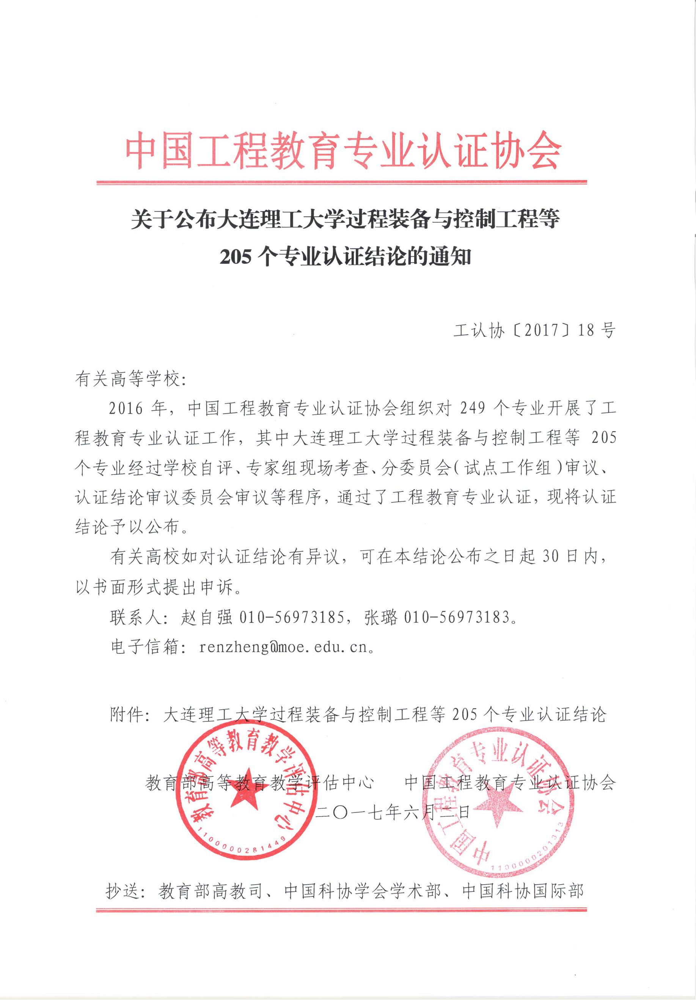 中国工程教育专业认证协会
关于公布大连理工大学过程装备与控制工程等
205 个专业认证结论的通知
工认协〔2017〕18 号
有关高等学校：
2016 年，中国工程教育专业认证协会组织对 249 个专业开展了工
程教育专业认证工作，其中大连理工大学过程装备与控制工程等 205
个专业经过学校自评、专家组现场考查、分委员会(试点工作组)审议、
认证结论审议委员会审议等程序，通过了工程教育专业认证，现将认证
结论予以公布。
有关高校如对认证结论有异议，可在本结论公布之日起 30 日内，
以书面形式提出申诉。
联系人：赵自强 010-56973185，张璐 010-56973183。
电子信箱：renzheng@moe.edu.cn。
附件：大连理工大学过程装备与控制工程等 205 个专业认证结论
教育部高等教育教学评估中心 中国工程教育专业认证协会
二〇一七年六月二日
教育部高等教育教学评估中心
1100000281449
中国工程教育专业认证协会
1100000201313
抄送：教育部高教司、中国科协学会学术部、中国科协国际部